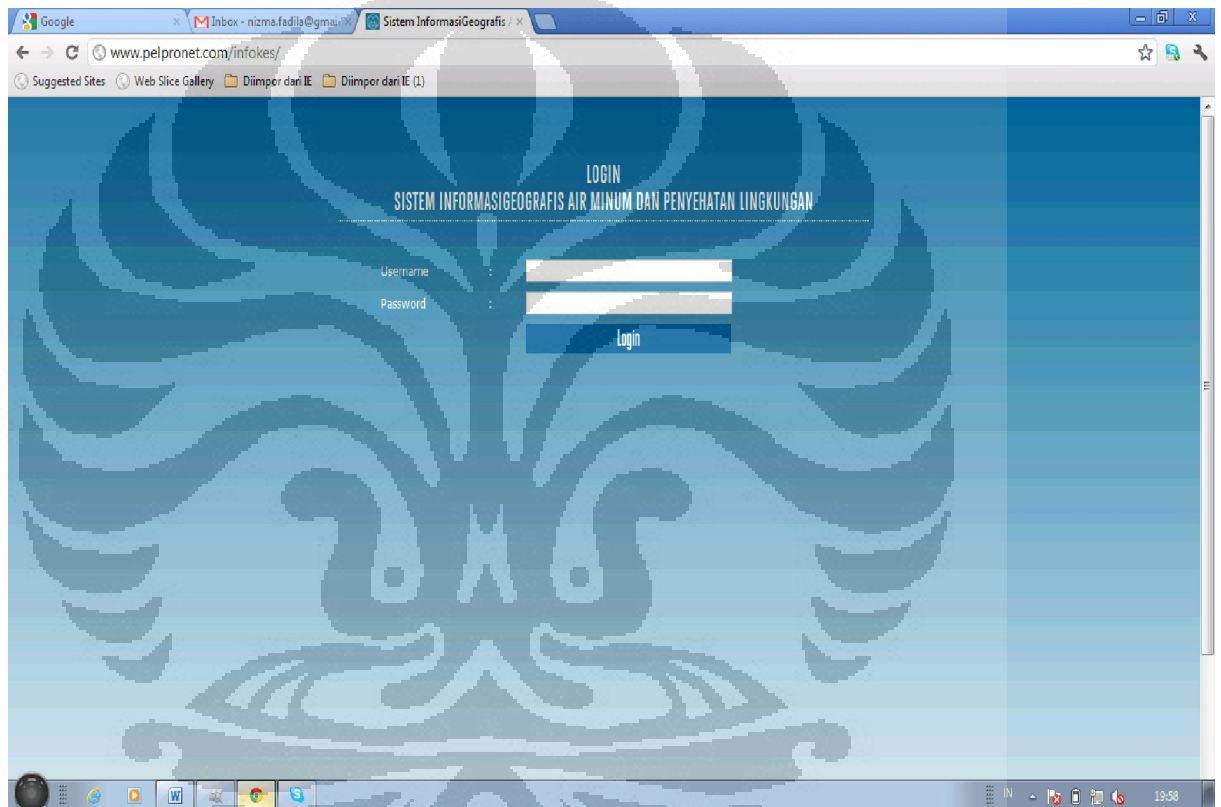 Google
Inbox - nizma.fadila@gmai
Sistem InformasiGeografis /
www.pelpronet.com/infokes/
Suggested Sites Web Slice Gallery Diimpor dari IE Diimpor dari IE (1)
LOGIN
SISTEM INFORMASIGEOGRAFIS AIR MINUM DAN PENYEHATAN LINGKUNGAN
Username :
Password :
Login
IN 19:58